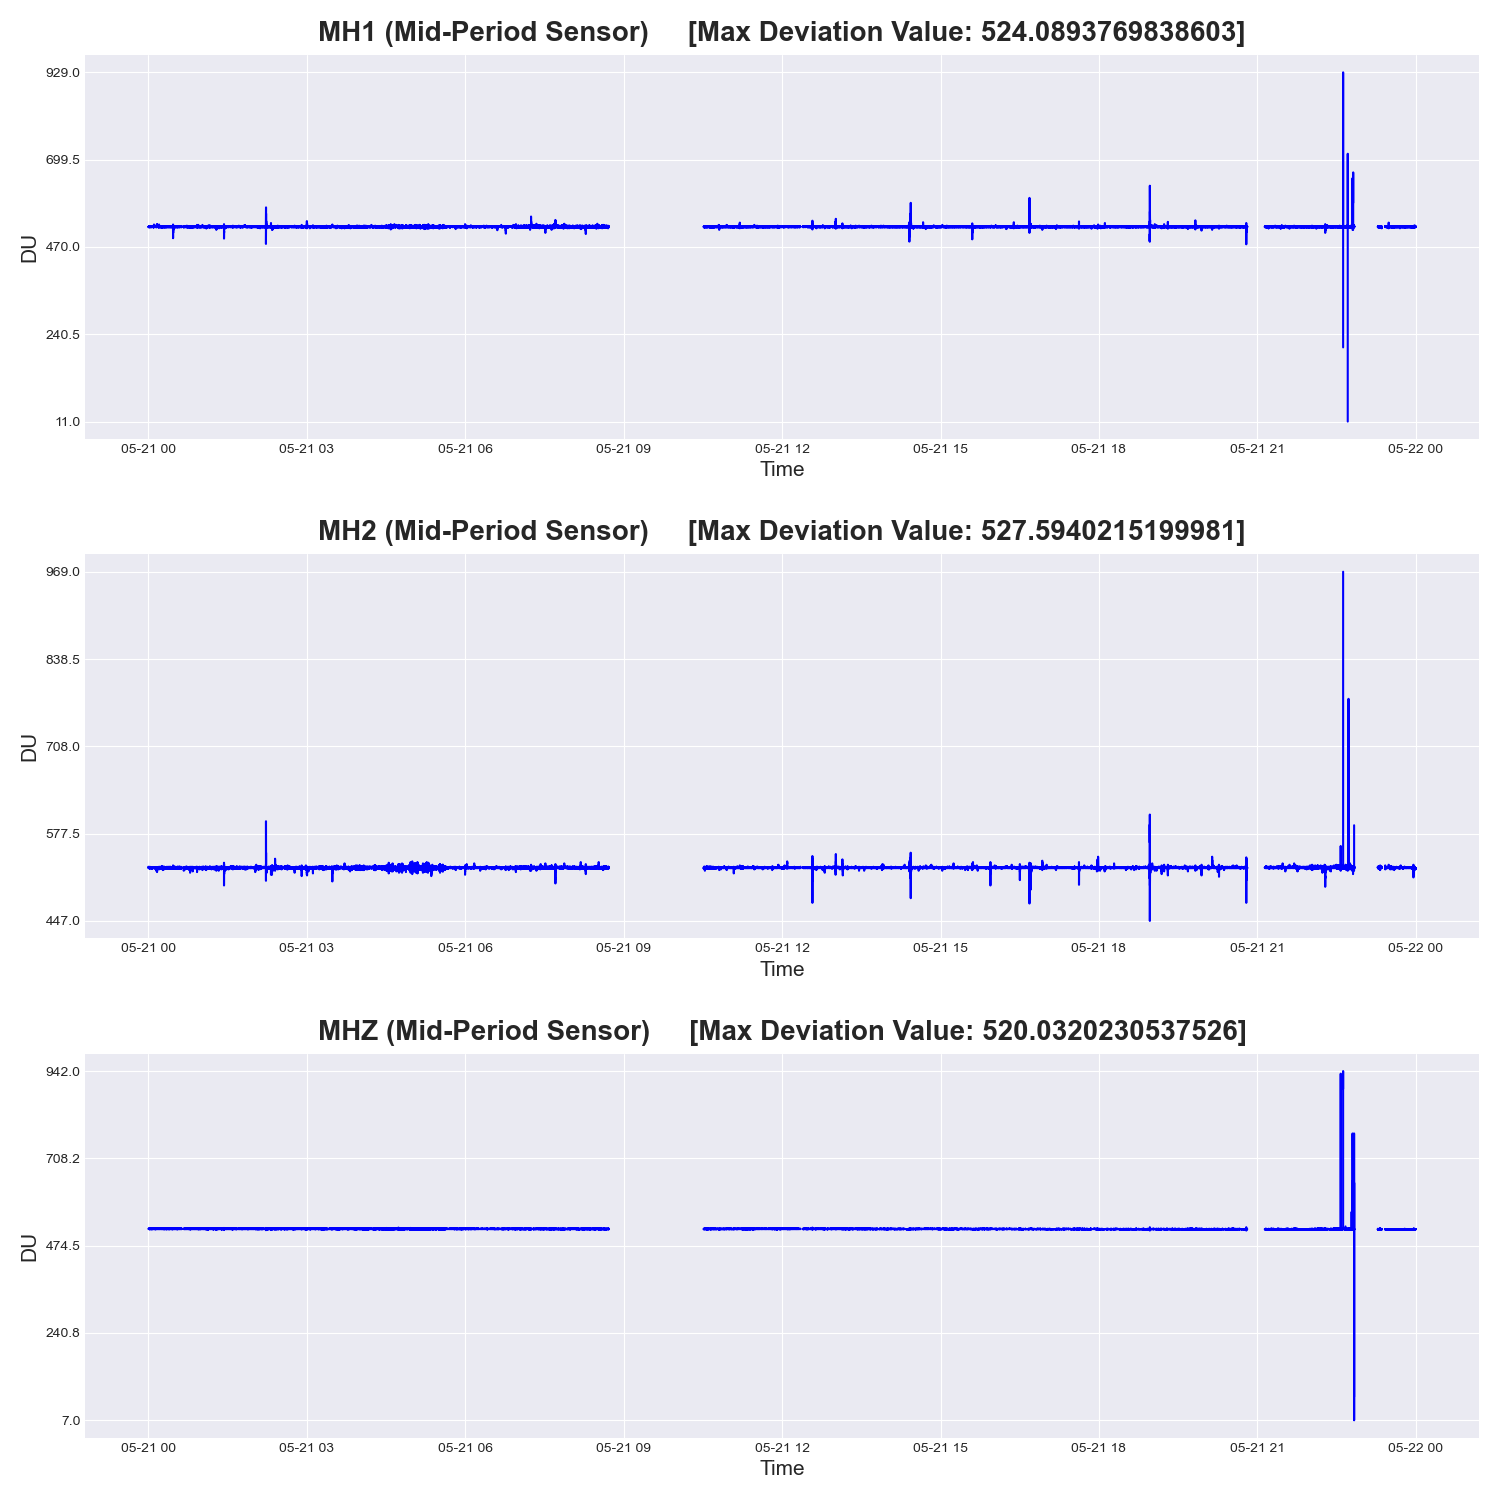 MH1 (Mid-Period Sensor) [Max Deviation Value: 524.0893769838603]
929.0
699.5
470.0
240.5
11.0
DU
05-21 00 05-21 03 05-21 06 05-21 09 05-21 12 05-21 15 05-21 18 05-21 21 05-22 00
Time
MH2 (Mid-Period Sensor) [Max Deviation Value: 527.5940215199981]
969.0
838.5
708.0
577.5
447.0
DU
05-21 00 05-21 03 05-21 06 05-21 09 05-21 12 05-21 15 05-21 18 05-21 21 05-22 00
Time
MHZ (Mid-Period Sensor) [Max Deviation Value: 520.0320230537526]
942.0
708.2
474.5
240.8
7.0
DU
05-21 00 05-21 03 05-21 06 05-21 09 05-21 12 05-21 15 05-21 18 05-21 21 05-22 00
Time